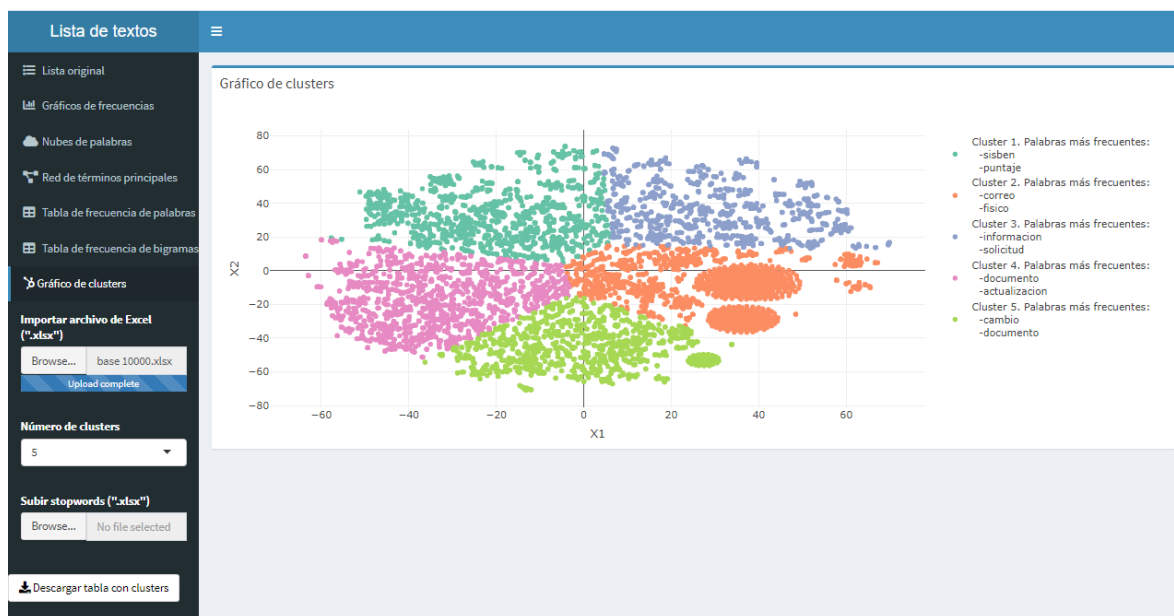 Lista de textos
Lista original
Gráficos de frecuencias
Nubes de palabras
Red de términos principales
Tabla de frecuencia de palabras
Tabla de frecuencia de bigramas
Gráfico de clusters
Importar archivo de Excel
(".xlsx")
Browse... base 10000.xlsx
Upload complete
Número de clusters
5
Subir stopwords (".xlsx")
Browse... No file selected
Descargar tabla con clusters
Gráfico de clusters
80
60
40
20
0
−20
−40
−60
−80
X2
−60 −40 −20 0 20 40 60
X1
Cluster 1. Palabras más frecuentes:
-sisben
-puntaje
Cluster 2. Palabras más frecuentes:
-correo
-fisico
Cluster 3. Palabras más frecuentes:
-informacion
-solicitud
Cluster 4. Palabras más frecuentes:
-documento
-actualizacion
Cluster 5. Palabras más frecuentes:
-cambio
-documento